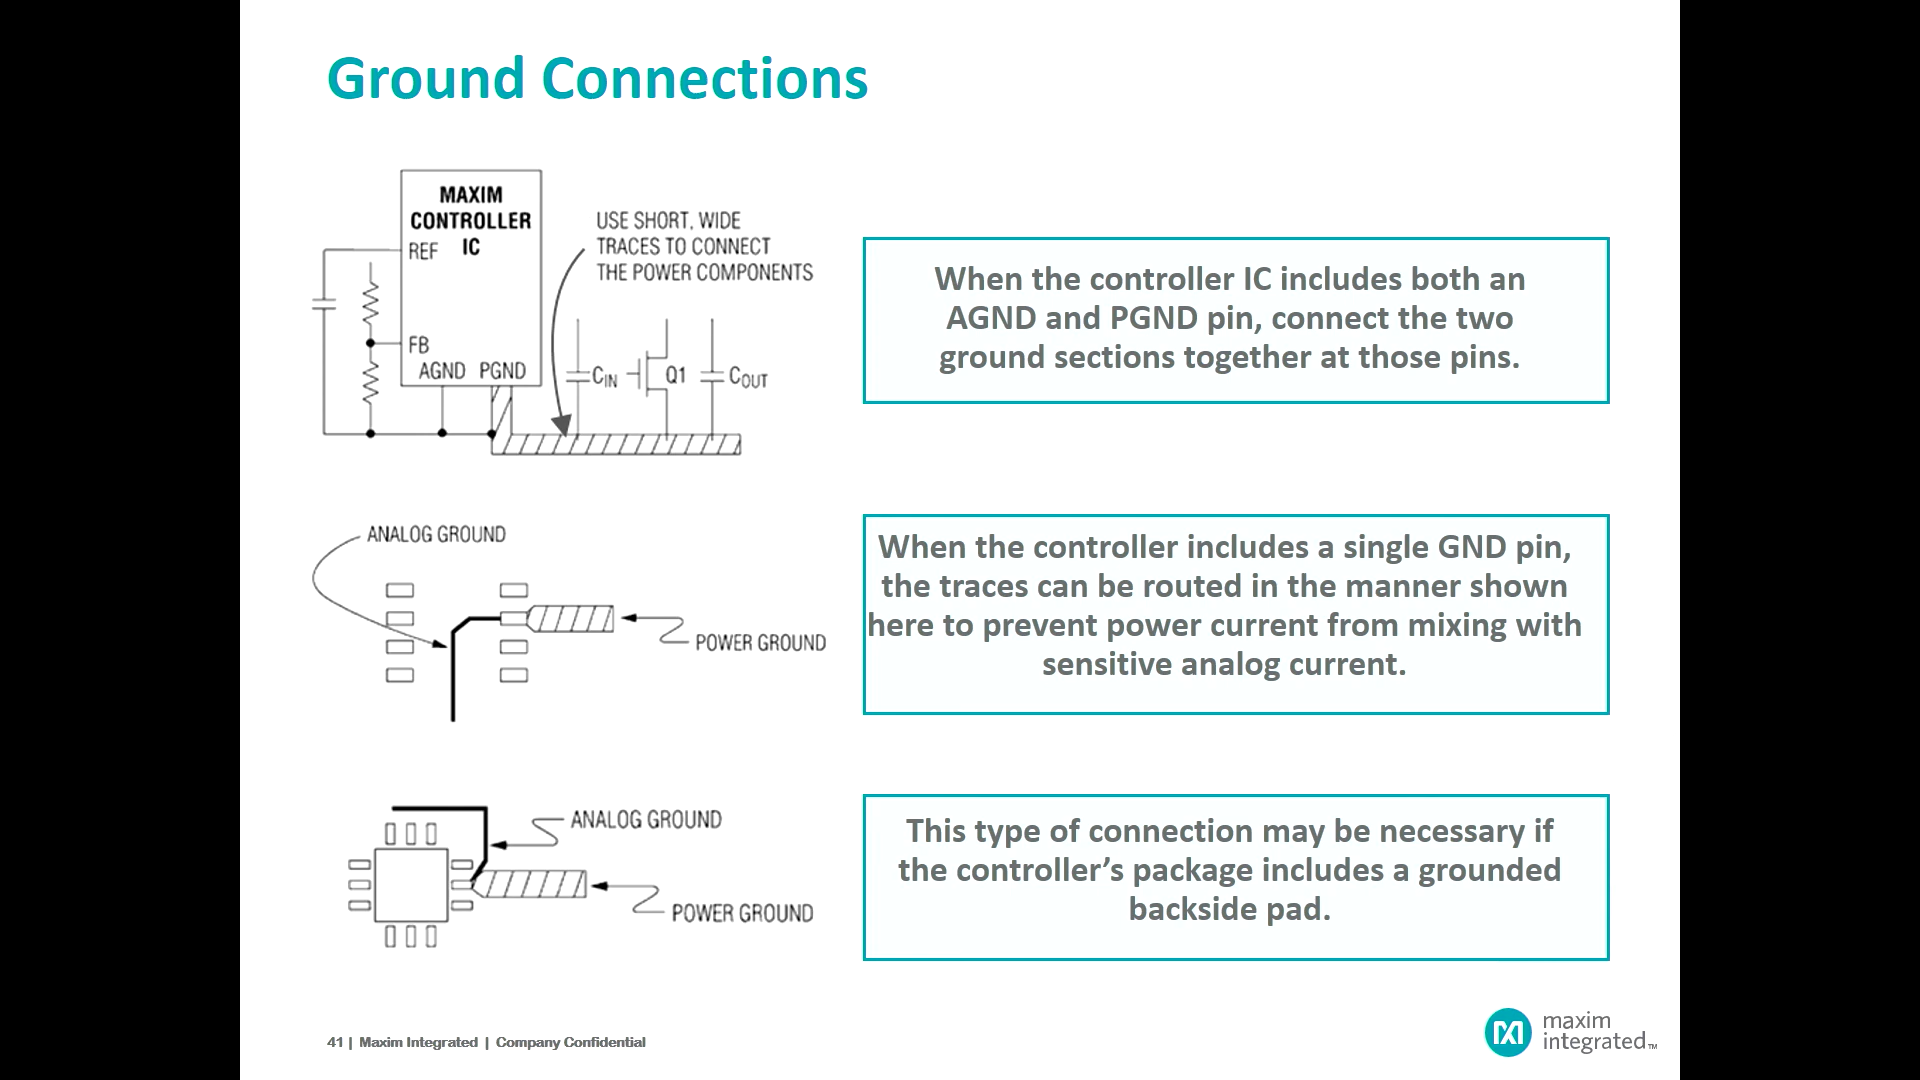 Ground Connections
MAXIM
CONTROLLER
IC
REF
FB
AGND PGND
USE SHORT, WIDE
TRACES TO CONNECT
THE POWER COMPONENTS
CIN
Q1
COUT
When the controller IC includes both an
AGND and PGND pin, connect the two
ground sections together at those pins.
ANALOG GROUND
POWER GROUND
When the controller includes a single GND pin,
the traces can be routed in the manner shown
here to prevent power current from mixing with
sensitive analog current.
ANALOG GROUND
POWER GROUND
This type of connection may be necessary if
the controller’s package includes a grounded
backside pad.
41 | Maxim Integrated | Company Confidential
maxim
integrated™